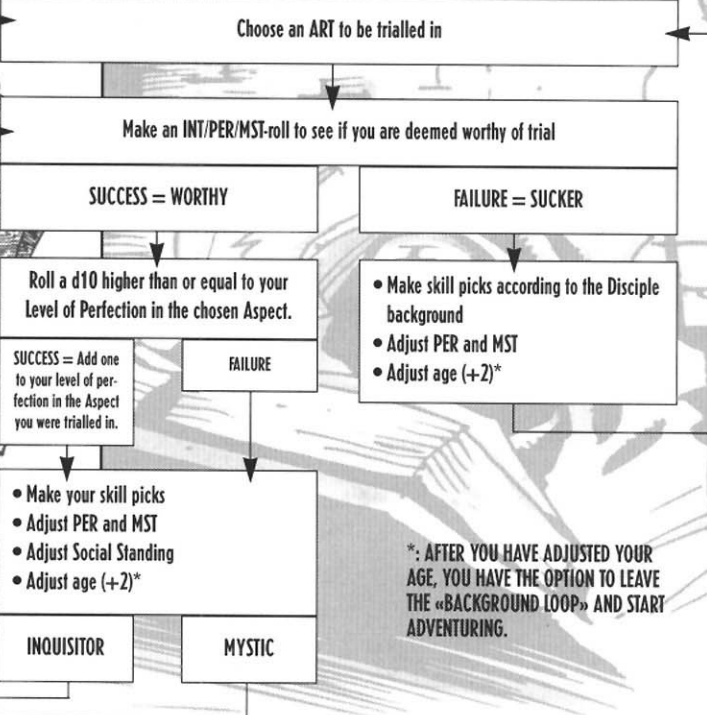 Choose an ART to be trialled in
Make an INT/PER/MST-roll to see if you are deemed worthy of trial
SUCCESS = WORTHY
FAILURE = SUCKER
Roll a d10 higher than or equal to your
Level of Perfection in the chosen Aspect.
SUCCESS = Add one
to your level of per-
fection in the Aspect
you were trialled in.
FAILURE
• Make skill picks according to the Disciple
background
• Adjust PER and MST
• Adjust age (+2)*
• Make your skill picks
• Adjust PER and MST
• Adjust Social Standing
• Adjust age (+2)*
*: AFTER YOU HAVE ADJUSTED YOUR
AGE, YOU HAVE THE OPTION TO LEAVE
THE «BACKGROUND LOOP» AND START
ADVENTURING.
INQUISITOR
MYSTIC